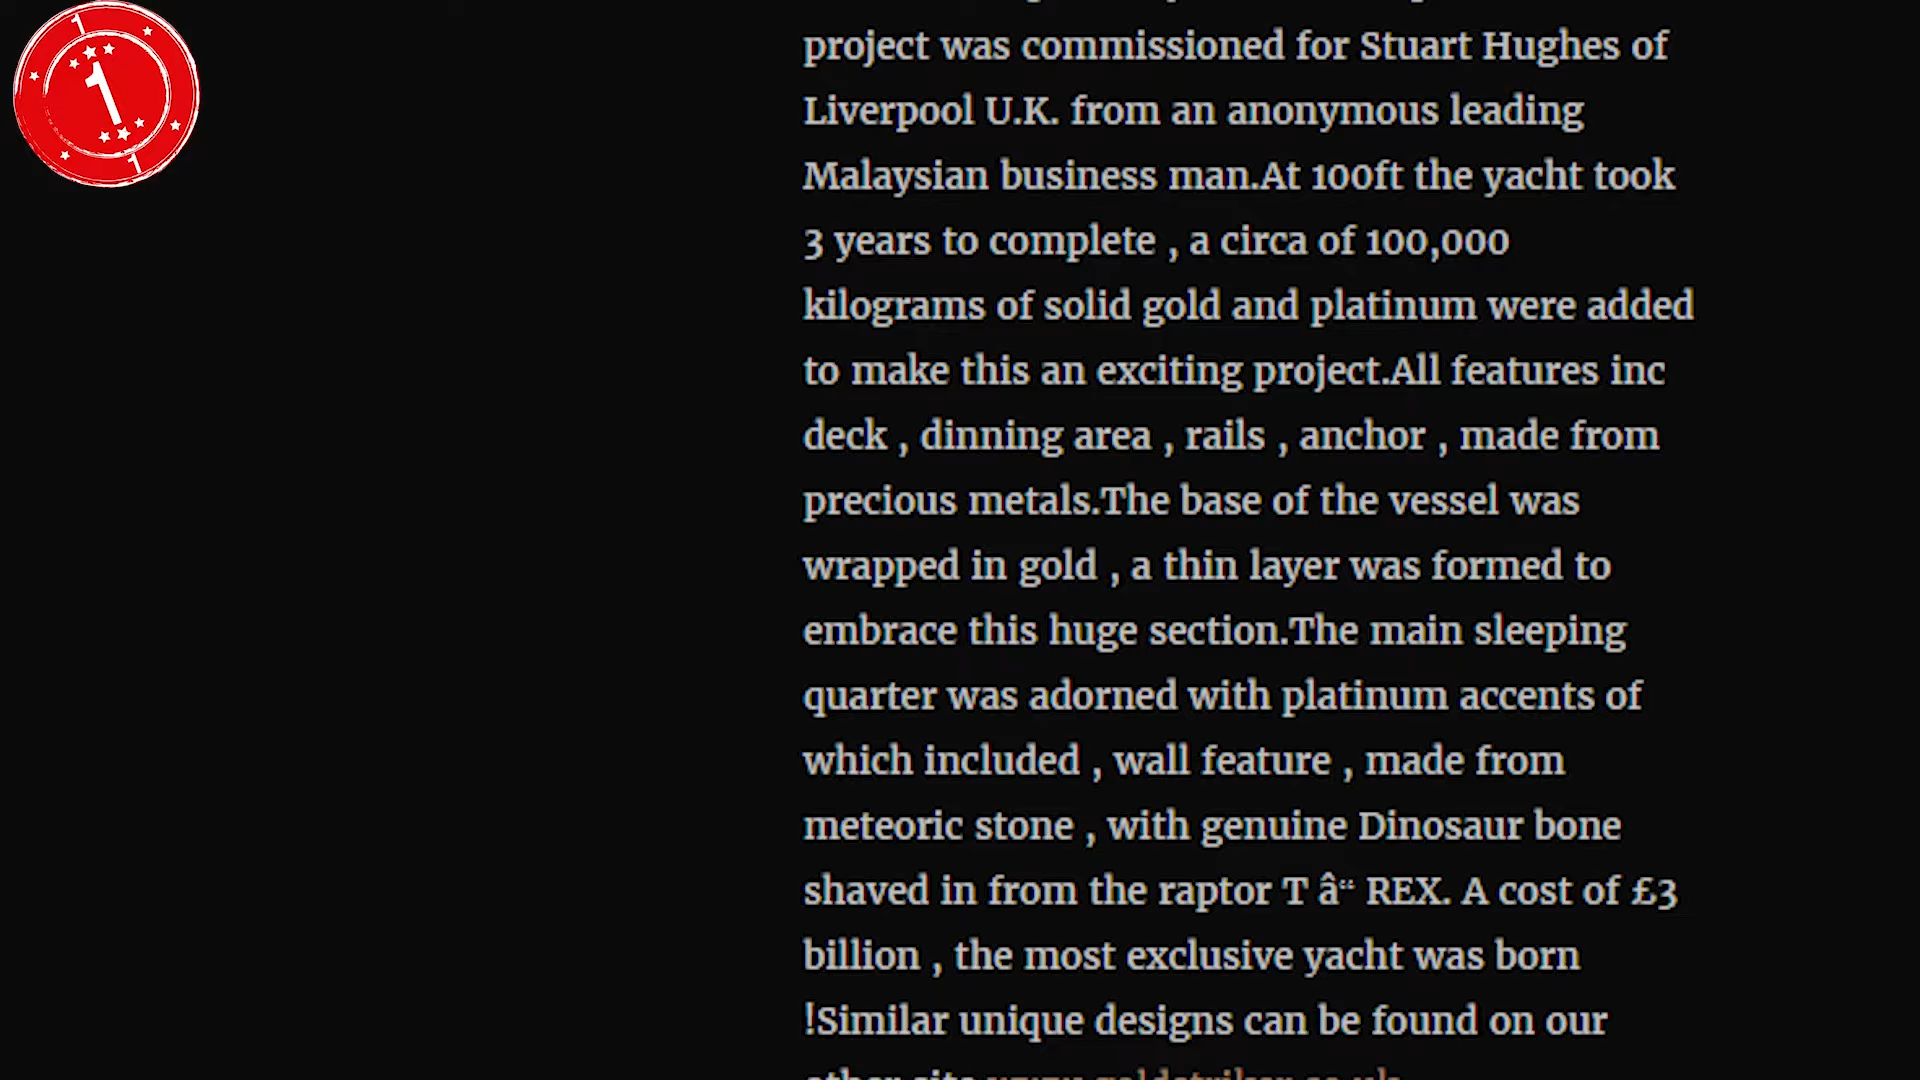 1
1
1
project was commissioned for Stuart Hughes of
Liverpool U.K. from an anonymous leading
Malaysian business man.At 100ft the yacht took
3 years to complete , a circa of 100,000
kilograms of solid gold and platinum were added
to make this an exciting project.All features inc
deck , dinning area , rails , anchor , made from
precious metals.The base of the vessel was
wrapped in gold , a thin layer was formed to
embrace this huge section.The main sleeping
quarter was adorned with platinum accents of
which included , wall feature , made from
meteoric stone , with genuine Dinosaur bone
shaved in from the raptor T â“ REX. A cost of £3
billion , the most exclusive yacht was born
!Similar unique designs can be found on our